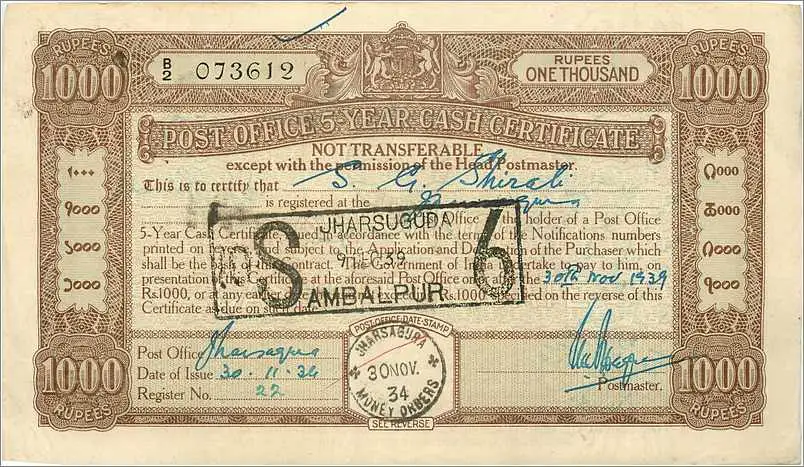 RUPEES 1000
B/2 073612
RUPEES
ONE THOUSAND
RUPEES 1000
POST OFFICE 5-YEAR CASH CERTIFICATE
NOT TRANSFERABLE
except with the permission of the Head Postmaster.
This is to certify that S. G. Shirali
is registered at the
Office as the holder of a Post Office
5-Year Cash Certificate issued in accordance with the terms of the Notifications numbers
printed on reverse and subject to the Application and Declaration of the Purchaser which
shall be the basis of this contract. The Government of India undertake to pay to him, on
presentation of this Certificate at the aforesaid Post Office on or after the 30th Nov 1939
Rs.1000, or at any earlier date specified on the reverse of this
Certificate as due on such date.
JHARSUGUDA
9 DEC 39
S AMBALPUR 6
১০০০
Post Office Jharsagura
Date of Issue 30.11.34
Register No. 22
POST-OFFICE-DATE-STAMP
JHARSAGURA
30 NOV.
34
MONEY ORDERS
SEE REVERSE
Postmaster.
1000 RUPEES
1000 RUPEES